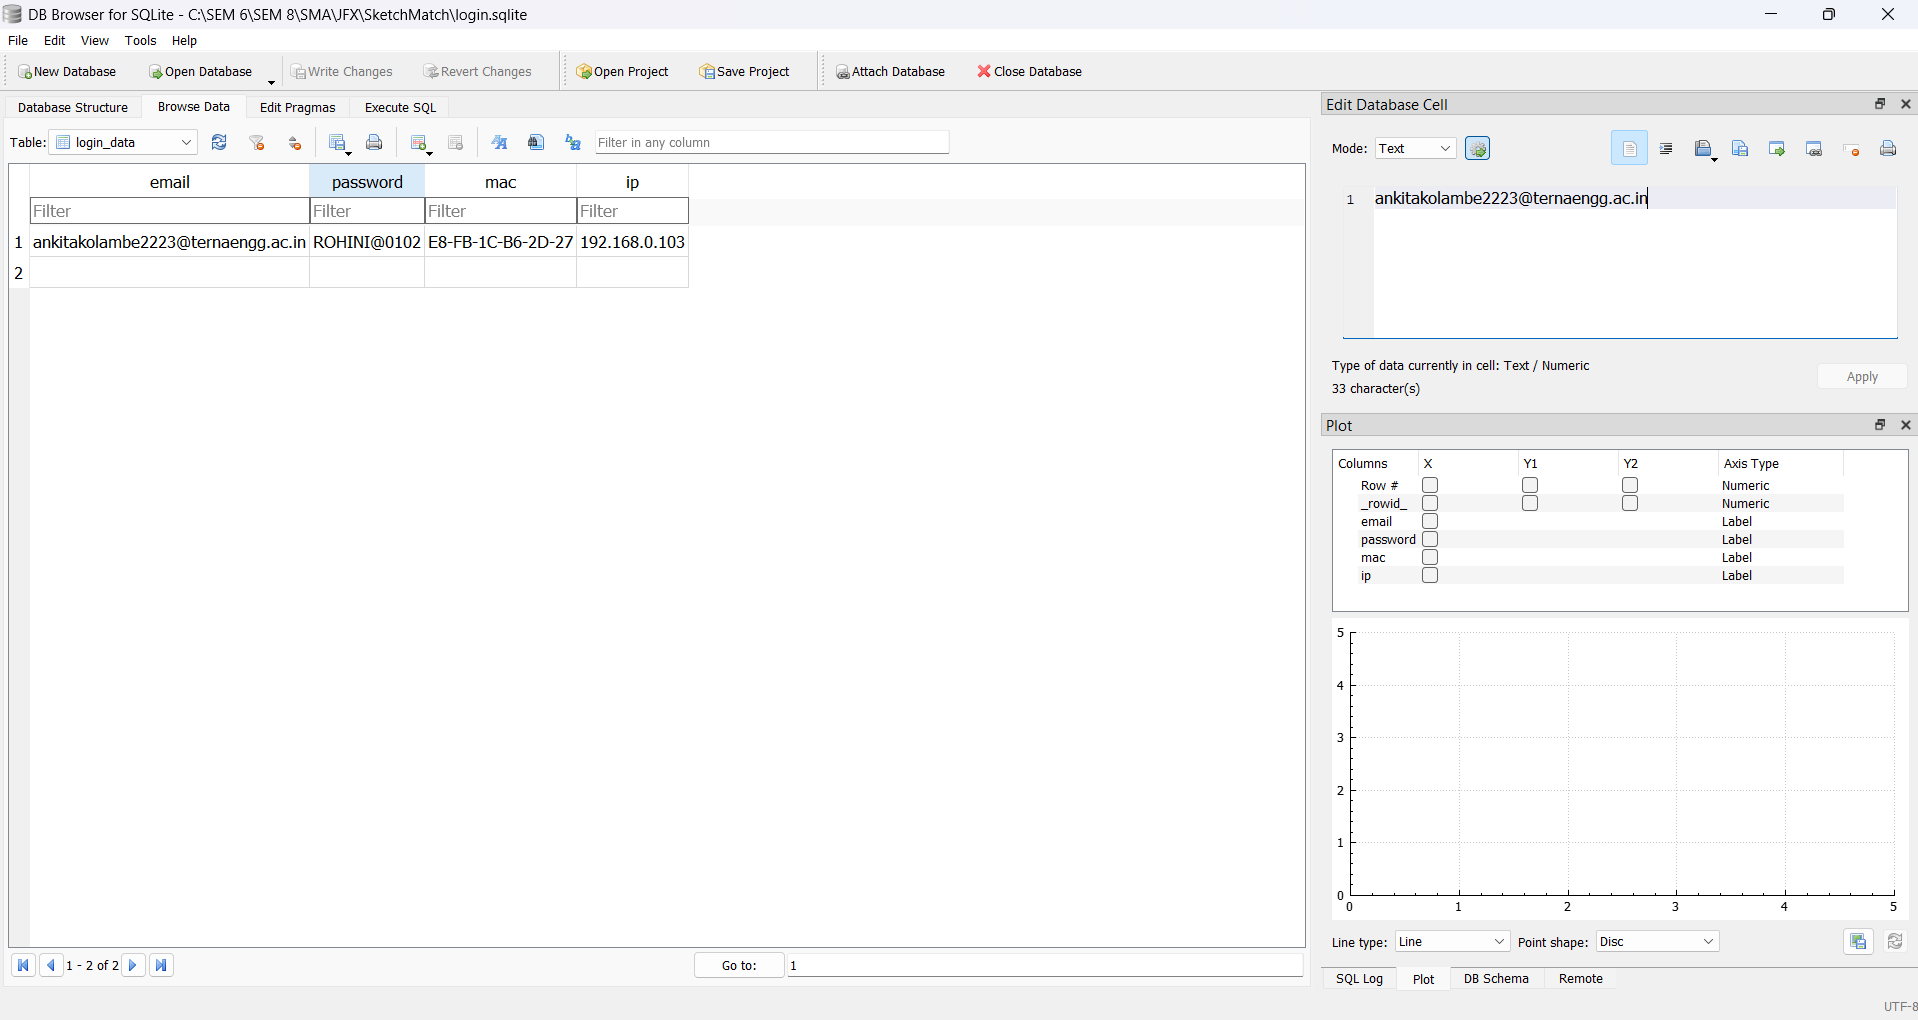 DB Browser for SQLite - C:\SEM 6\SEM 8\SMA\JFX\SketchMatch\login.sqlite
File Edit View Tools Help
New Database Open Database Write Changes Revert Changes Open Project Save Project Attach Database Close Database
Database Structure Browse Data Edit Pragmas Execute SQL
Table: login_data Filter in any column
email password mac ip
Filter Filter Filter Filter
1 ankitakolambe2223@ternaengg.ac.in ROHINI@0102 E8-FB-1C-B6-2D-27 192.168.0.103
2
1 - 2 of 2 Go to: 1
Edit Database Cell
Mode: Text
1 ankitakolambe2223@ternaengg.ac.in
Type of data currently in cell: Text / Numeric
33 character(s)
Apply
Plot
Columns X Y1 Y2 Axis Type
Row # Numeric
_rowid_ Numeric
email Label
password Label
mac Label
ip Label
5
4
3
2
1
0
0 1 2 3 4 5
Line type: Line Point shape: Disc
SQL Log Plot DB Schema Remote
UTF-8